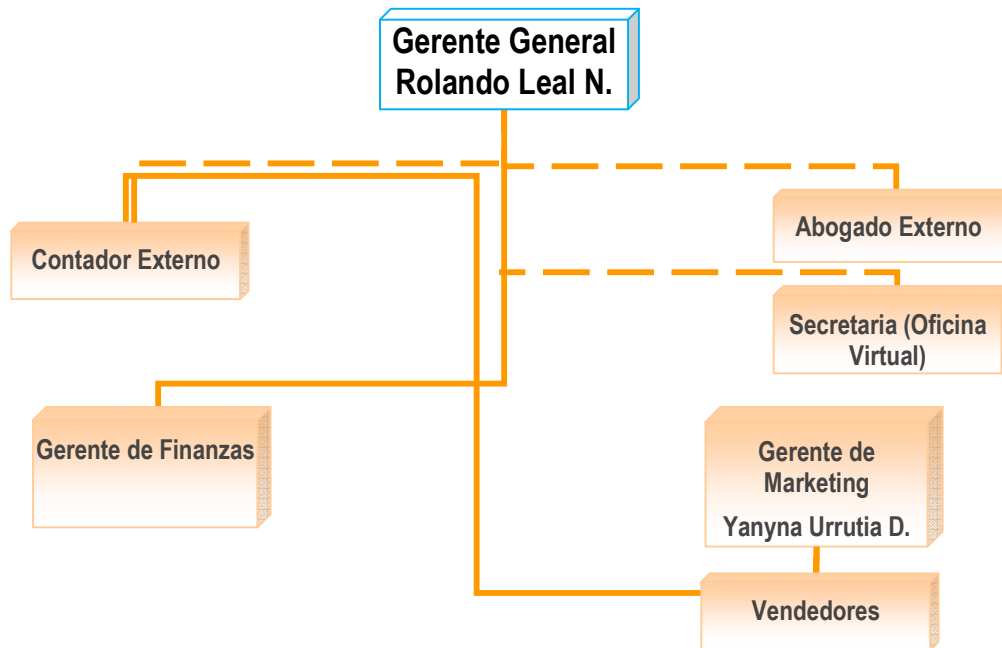 Gerente General
Rolando Leal N.
Contador Externo
Abogado Externo
Secretaria (Oficina
Virtual)
Gerente de Finanzas
Gerente de
Marketing
Yanyna Urrutia D.
Vendedores